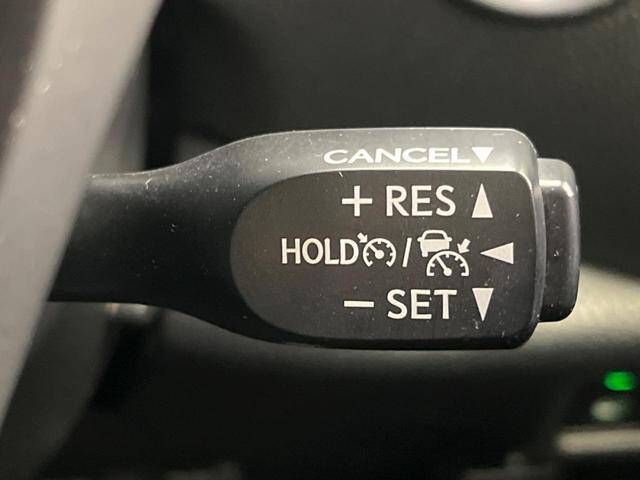 CANCEL▼
+ RES ▲
HOLD / ◀
− SET ▼